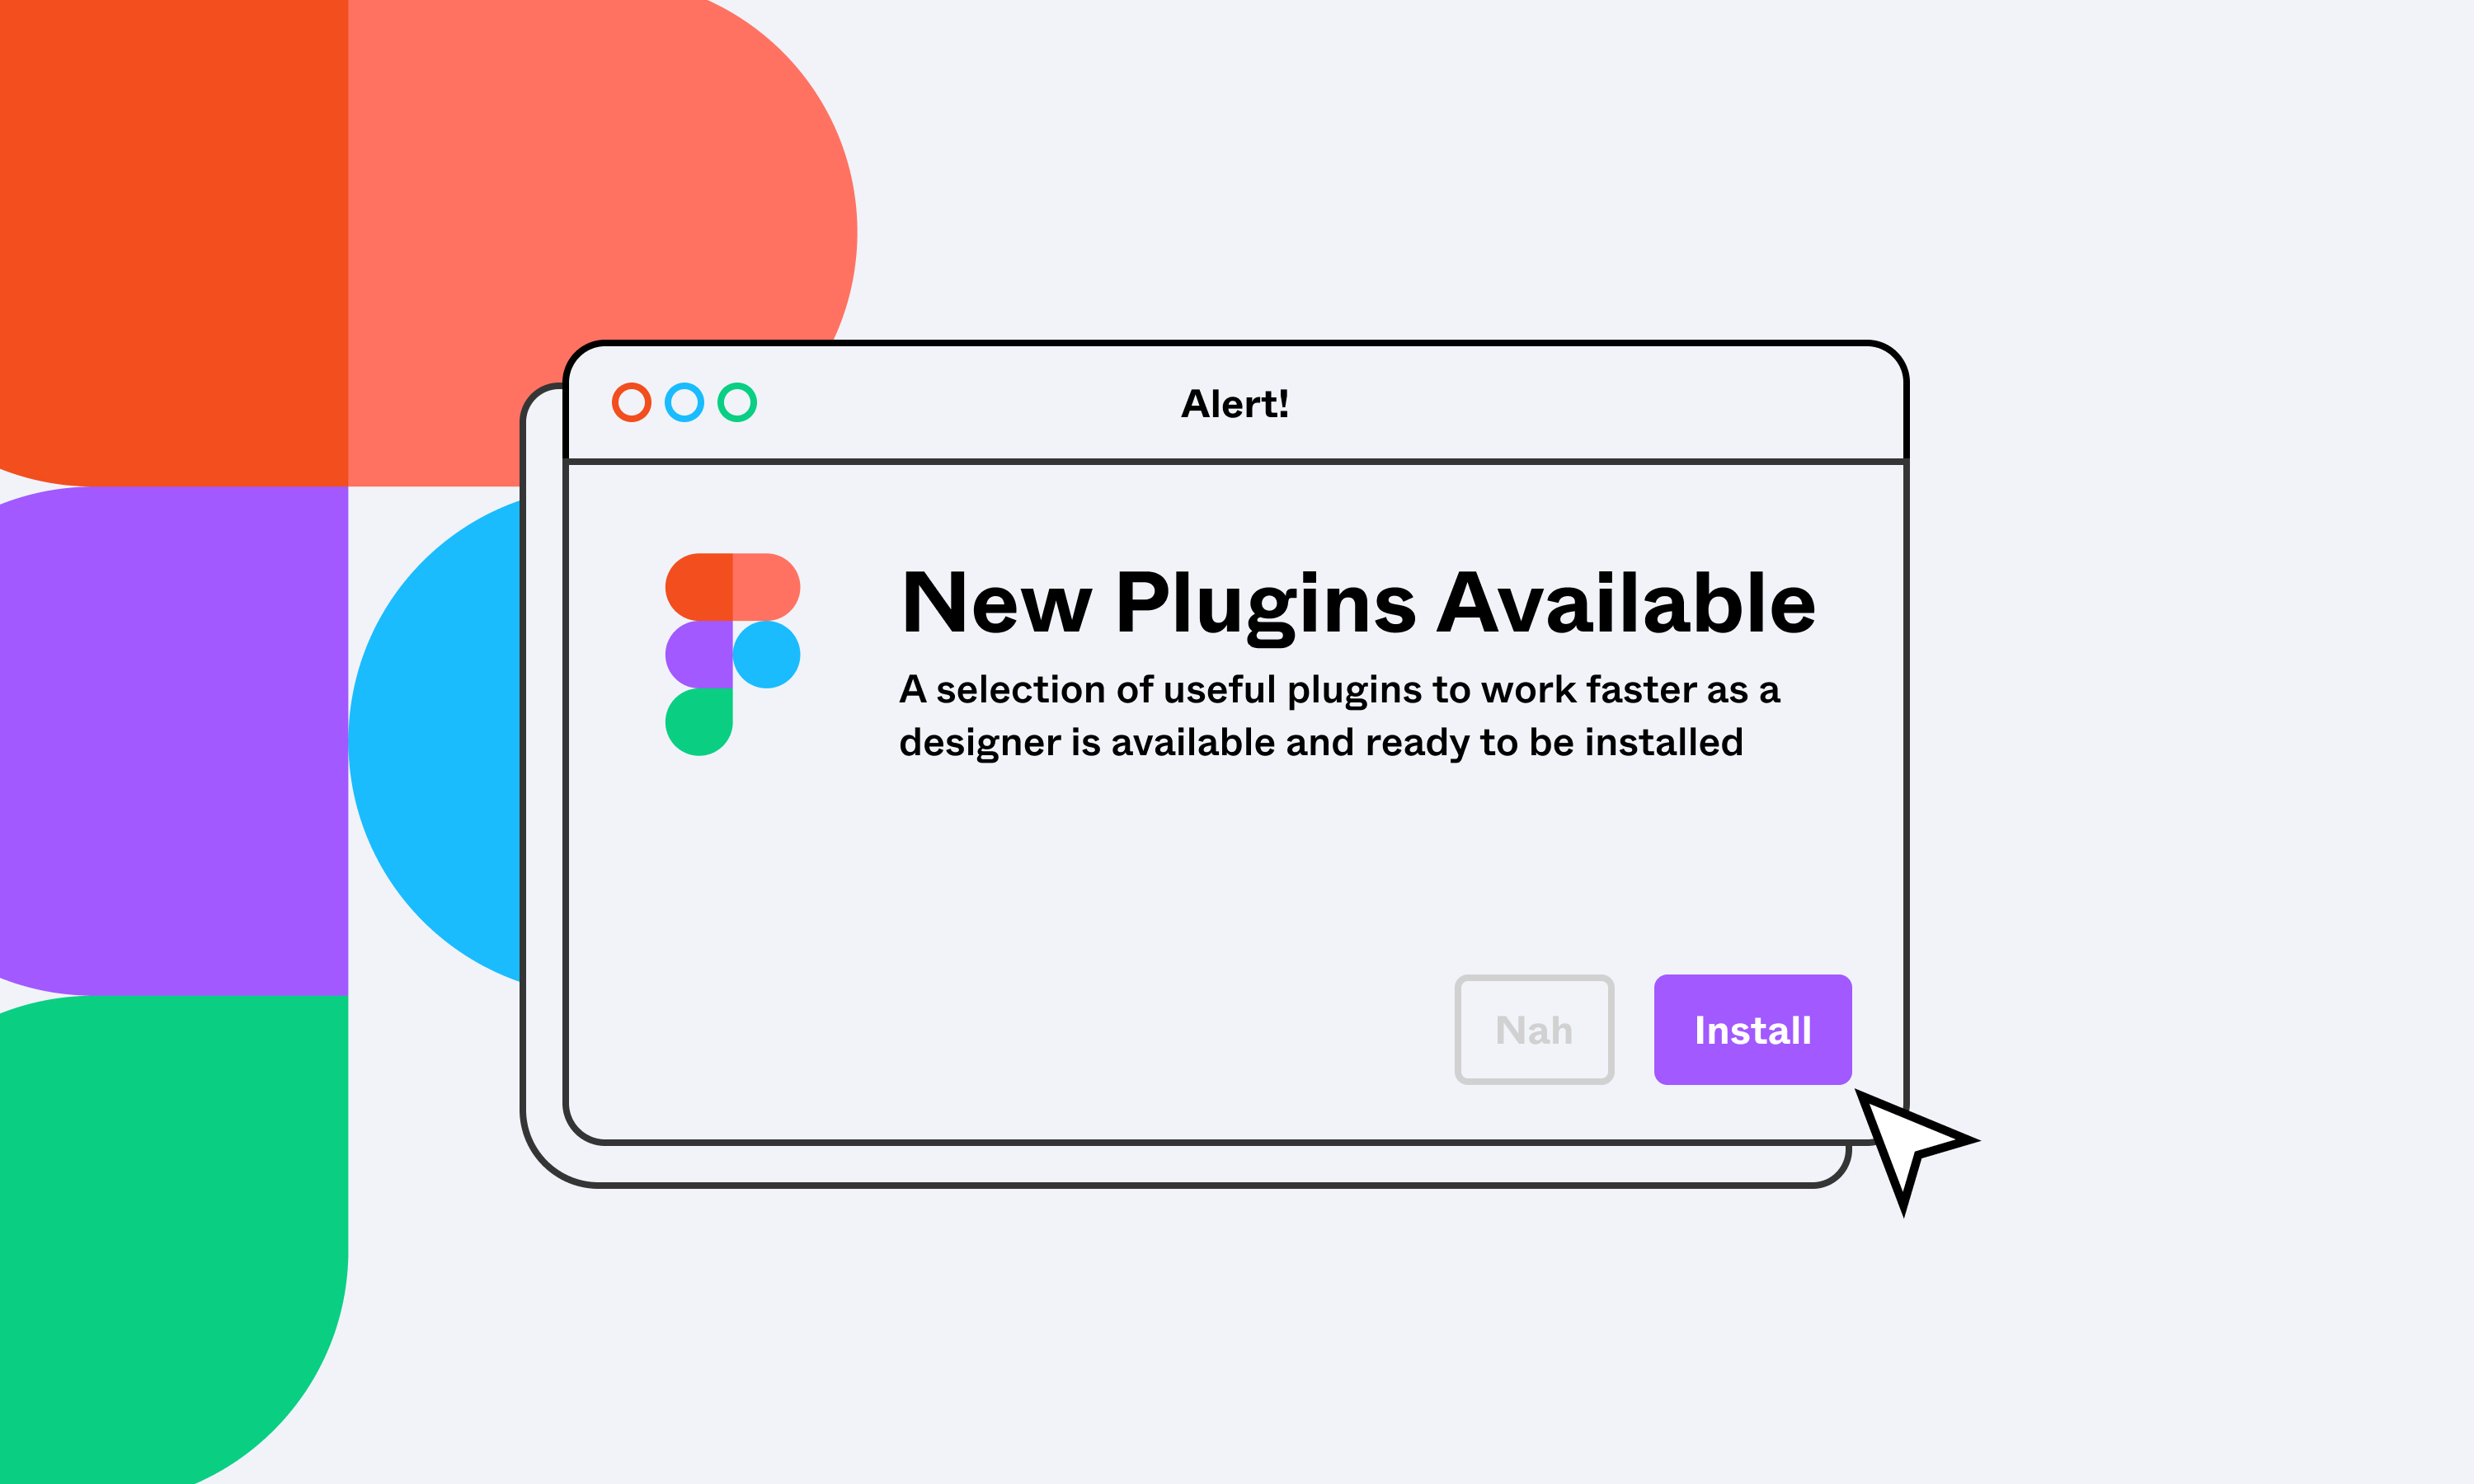 Alert!
New Plugins Available
A selection of useful plugins to work faster as a
designer is available and ready to be installed
Nah
Install